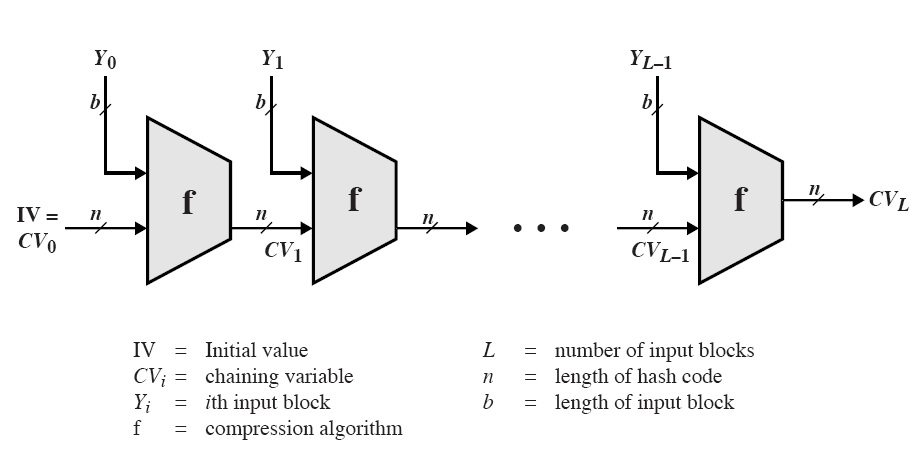 Y0 Y1 YL–1
b b b
f f f
IV = n n n n n CVL
CV0 CV1 CVL–1
IV = Initial value
CVi = chaining variable
Yi = ith input block
f = compression algorithm
L = number of input blocks
n = length of hash code
b = length of input block